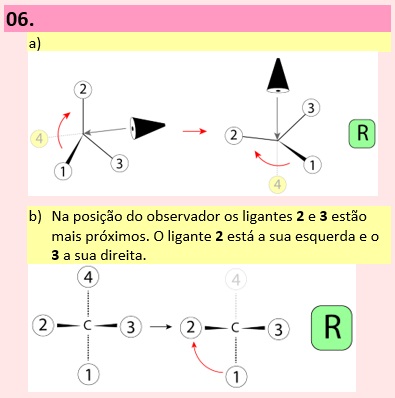 06.
a)
2
4
1
3
3
2
1
4
R
b) Na posição do observador os ligantes 2 e 3 estão
mais próximos. O ligante 2 está a sua esquerda e o
3 a sua direita.
4
4
2 C 3
2 C 3
R
1
1